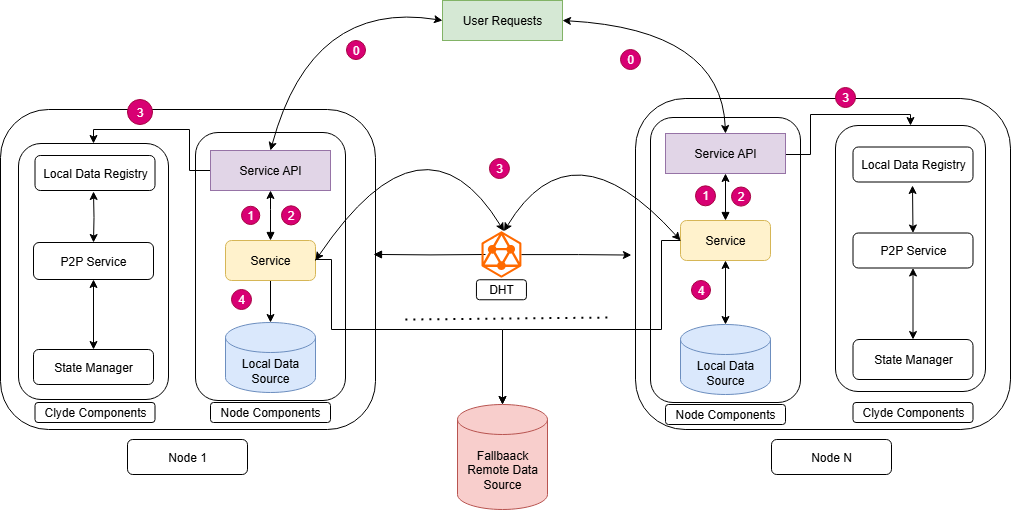 User Requests
0
0
3
3
Service API
Local Data Registry
1
2
P2P Service
Service
4
State Manager
Local Data
Source
Clyde Components
Node Components
Node 1
3
DHT
Fallbaack
Remote Data
Source
Service API
Local Data Registry
1
2
Service
P2P Service
4
Local Data
Source
State Manager
Node Components
Clyde Components
Node N